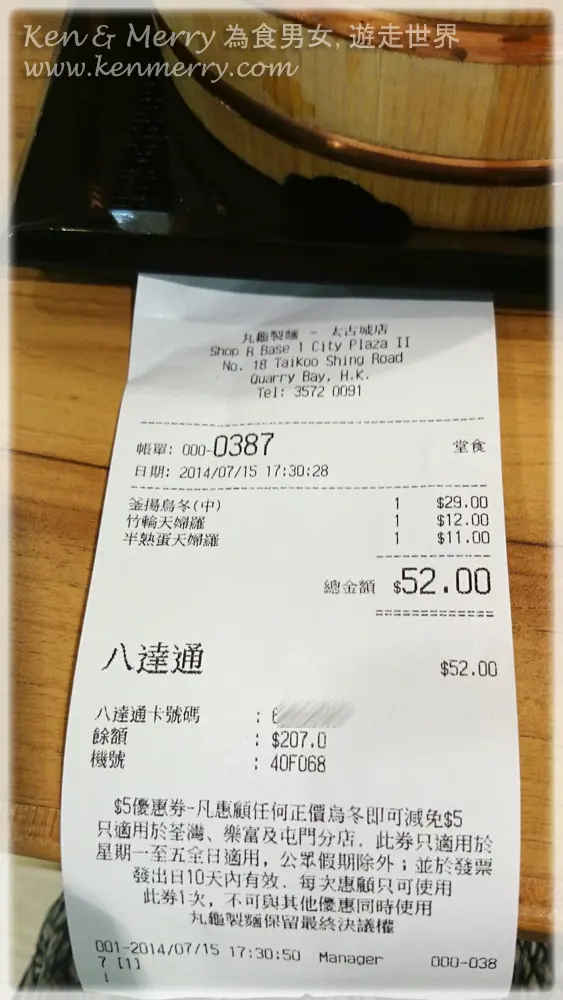 Ken & Merry 為食男女, 遊走世界
www.kenmerry.com
丸龜製麵 - 太古城店
Shop R Base 1 City Plaza II
No. 18 TaiKoo Shing Road
Quarry Bay, H.K.
Tel: 3572 0091
帳單: 000-0387 堂食
日期: 2014/07/15 17:30:28
釜揚烏冬(中) 1 $29.00
竹輪天婦羅 1 $12.00
半熟蛋天婦羅 1 $11.00
總金額 $52.00
八達通 $52.00
八達通卡號碼 :
餘額 : $207.0
機號 : 40F068
$5優惠券-凡惠顧任何正價烏冬即可減免$5
只適用於荃灣、樂富及屯門分店. 此券只適用於
星期一至五全日適用, 公眾假期除外；並於發票
發出日10天內有效. 每次惠顧只可使用
此券1次, 不可與其他優惠同時使用
丸龜製麵保留最終決議權
001-2014/07/15 17:30:50 Manager 000-038
7 [1]